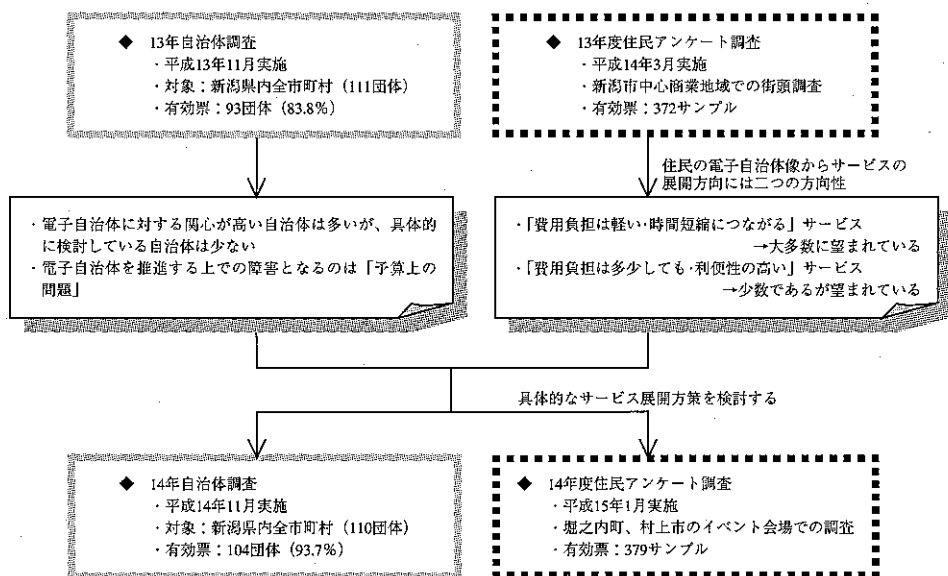 ◆ 13年自治体調査
・平成13年11月実施
・対象：新潟県内全市町村（111団体）
・有効票：93団体（83.8%）
◆ 13年度住民アンケート調査
・平成14年3月実施
・新潟市中心商業地域での街頭調査
・有効票：372サンプル
住民の電子自治体像からサービスの
展開方向には二つの方向性
・電子自治体に対する関心が高い自治体は多いが、具体的
に検討している自治体は少ない
・電子自治体を推進する上での障害となるのは「予算上の
問題」
・「費用負担は軽い・時間短縮につながる」サービス
→大多数に望まれている
・「費用負担は多少しても・利便性の高い」サービス
→少数であるが望まれている
具体的なサービス展開方策を検討する
◆ 14年自治体調査
・平成14年11月実施
・対象：新潟県内全市町村（110団体）
・有効票：104団体（93.7%）
◆ 14年度住民アンケート調査
・平成15年1月実施
・堀之内町、村上市のイベント会場での調査
・有効票：379サンプル